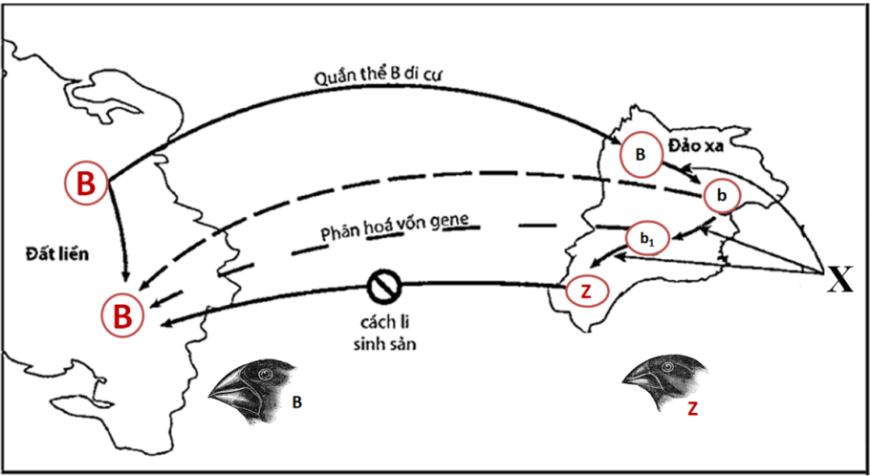 Quần thể B di cư
B
Đảo xa
B
b
Phân hoá vốn gene
b₁
Đất liền
X
Z
B
cách li
sinh sản
B
Z